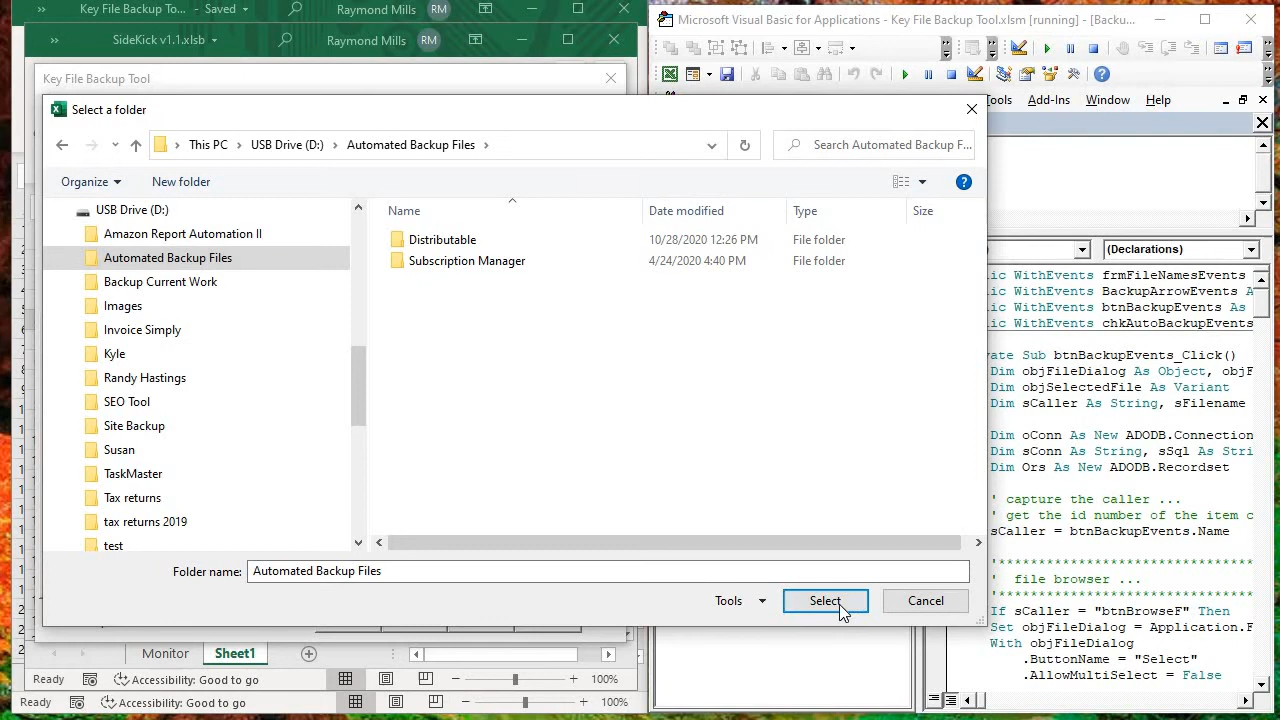 Key File Backup To... - Saved
Raymond Mills RM
SideKick v1.1.xlsb
Raymond Mills RM
Key File Backup Tool
Microsoft Visual Basic for Applications - Key File Backup Tool.xlsm [running] - [Backu...
Tools Add-Ins Window Help
Select a folder
This PC > USB Drive (D:) > Automated Backup Files >
Search Automated Backup F...
Organize New folder
Name Date modified Type Size
USB Drive (D:)
Amazon Report Automation II
Automated Backup Files
Backup Current Work
Images
Invoice Simply
Kyle
Randy Hastings
SEO Tool
Site Backup
Susan
TaskMaster
Tax returns
tax returns 2019
test
Distributable 10/28/2020 12:26 PM File folder
Subscription Manager 4/24/2020 4:40 PM File folder
Folder name: Automated Backup Files
Tools Select Cancel
(Declarations)
lic WithEvents frmFileNamesEvents
lic WithEvents BackupArrowEvents A
lic WithEvents btnBackupEvents As
lic WithEvents chkAutoBackupEvents
vate Sub btnBackupEvents_Click()
Dim objFileDialog As Object, objF
Dim objSelectedFile As Variant
Dim sCaller As String, sFilename
Dim oConn As New ADODB.Connection
Dim sConn As String, sSql As Stri
Dim Ors As New ADODB.Recordset
' capture the caller ...
' get the id number of the item c
sCaller = btnBackupEvents.Name
'******************************
' file browser ...
'******************************
If sCaller = "btnBrowseF" Then
Set objFileDialog = Application.F
With objFileDialog
.ButtonName = "Select"
.AllowMultiSelect = False
Monitor Sheet1
Ready Accessibility: Good to go 100%
Ready Accessibility: Good to go 100%